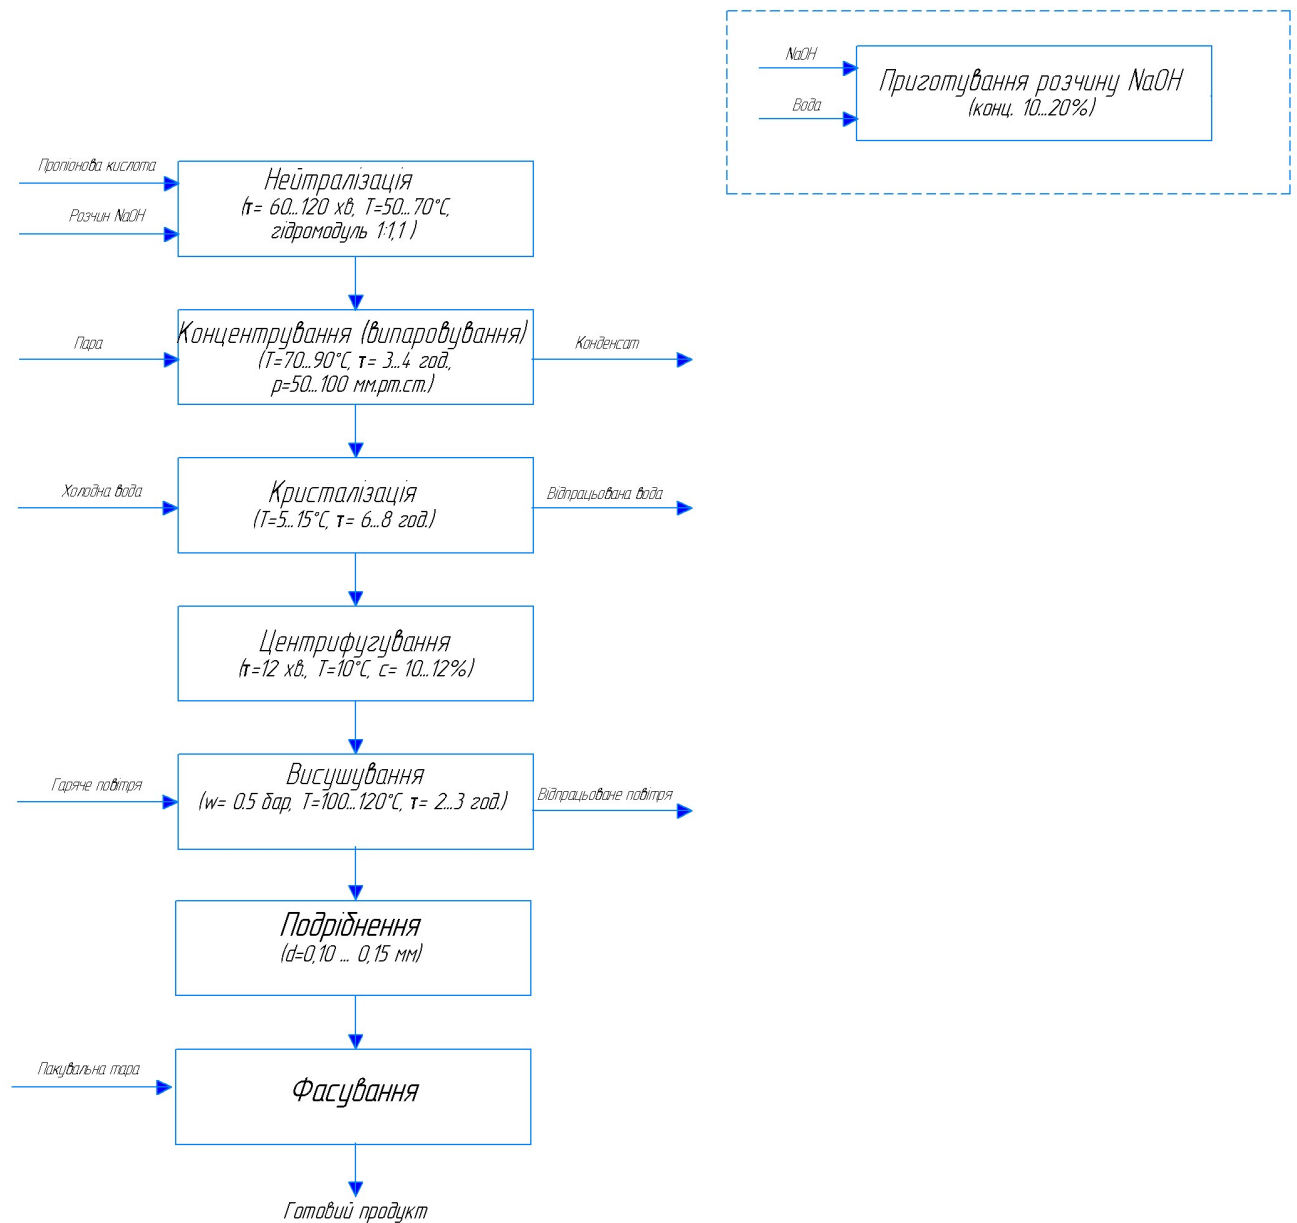 NaOH
Вода
Приготування розчину NaOH
(конц. 10...20%)
Пропіонова кислота
Розчин NaOH
Нейтралізація
(τ= 60...120 хв, Т=50...70°С,
гідромодуль 1:1,1 )
Пара
Концентрування (випаровування)
(Т=70...90°С, τ= 3...4 год.,
р=50...100 мм.рт.ст.)
Конденсат
Холодна вода
Кристалізація
(Т=5...15°С, τ= 6...8 год.)
Відпрацьована вода
Центрифугування
(τ=12 хв., Т=10°С, с= 10...12%)
Гаряче повітря
Висушування
(w= 0.5 бар, Т=100...120°С, τ= 2...3 год.)
Відпрацьоване повітря
Подрібнення
(d=0,10 ... 0,15 мм)
Пакувальна тара
Фасування
Готовий продукт